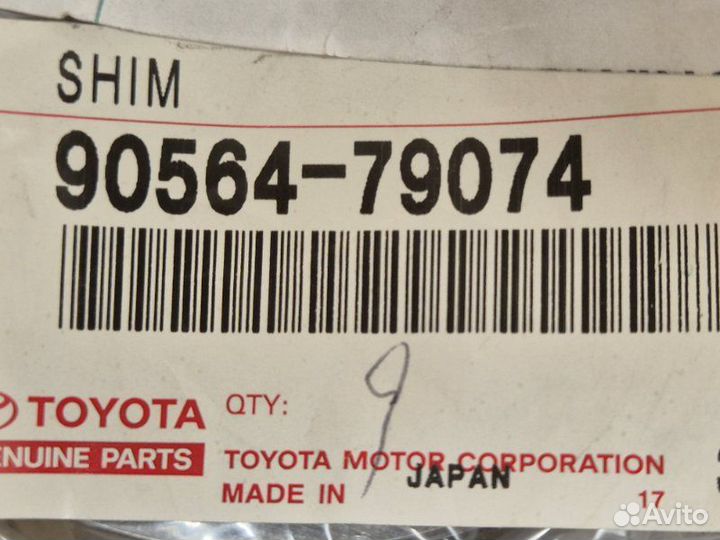 SHIM
90564-79074
TOYOTA
QTY: 9
ENUINE PARTS
TOYOTA MOTOR CORPORATION
MADE IN JAPAN 17
Avito